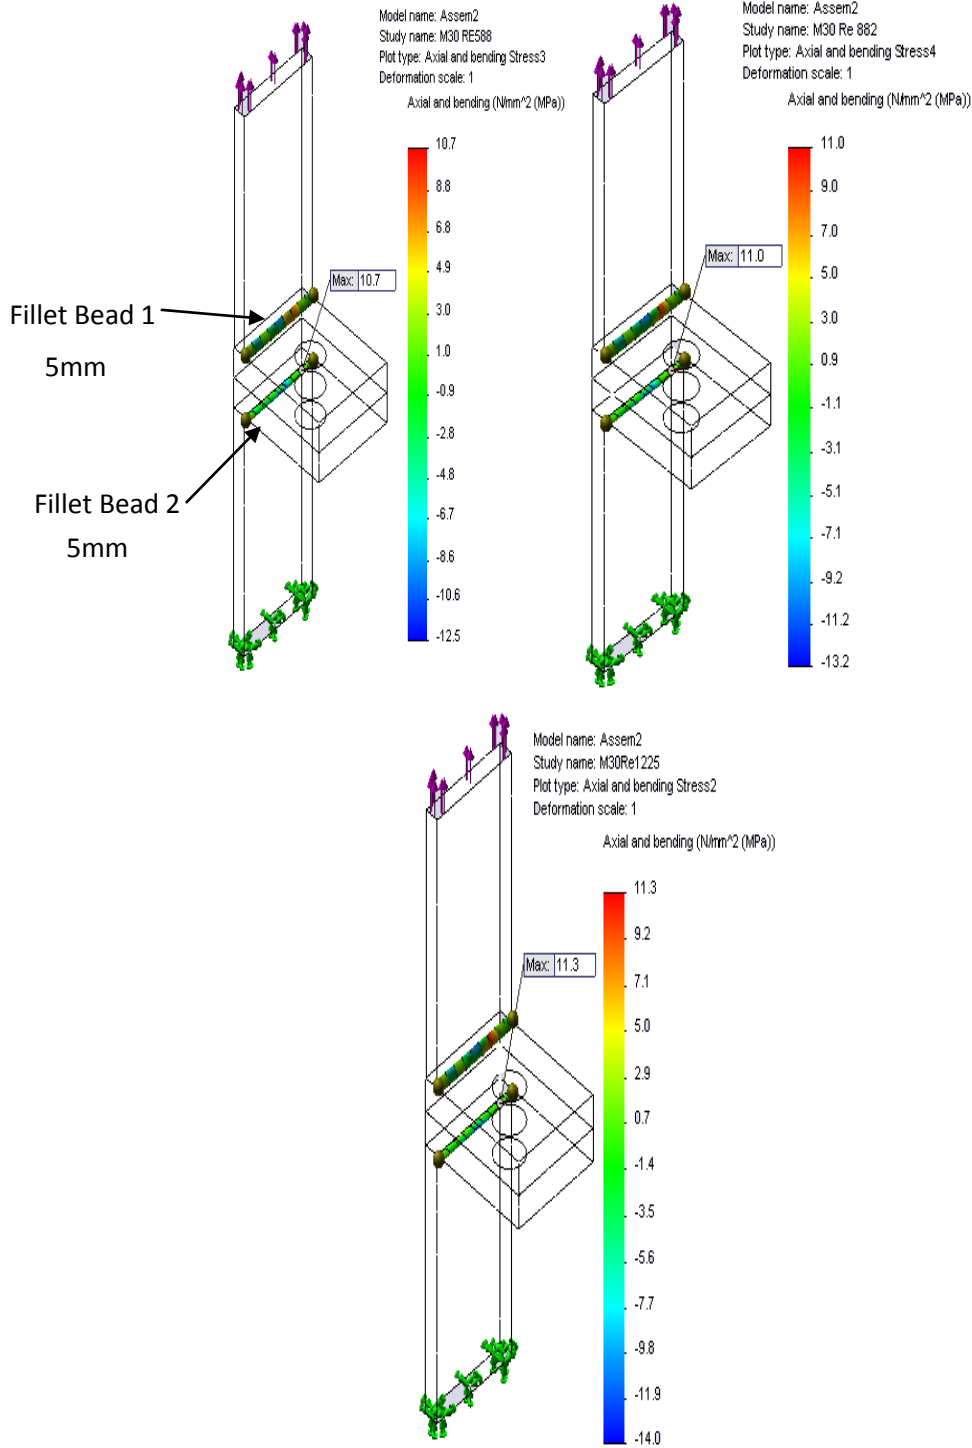 Model name: Assem2
Study name: M30 RE588
Plot type: Axial and bending Stress3
Deformation scale: 1
Axial and bending (N/mm^2 (MPa))
10.7
8.8
6.8
4.9
3.0
1.0
-0.9
-2.8
-4.8
-6.7
-8.6
-10.6
-12.5
Max: 10.7
Fillet Bead 1
5mm
Fillet Bead 2
5mm
Model name: Assem2
Study name: M30 Re 882
Plot type: Axial and bending Stress4
Deformation scale: 1
Axial and bending (N/mm^2 (MPa))
11.0
9.0
7.0
5.0
3.0
0.9
-1.1
-3.1
-5.1
-7.1
-9.2
-11.2
-13.2
Max: 11.0
Model name: Assem2
Study name: M30Re1225
Plot type: Axial and bending Stress2
Deformation scale: 1
Axial and bending (N/mm^2 (MPa))
11.3
9.2
7.1
5.0
2.9
0.7
-1.4
-3.5
-5.6
-7.7
-9.8
-11.9
-14.0
Max: 11.3